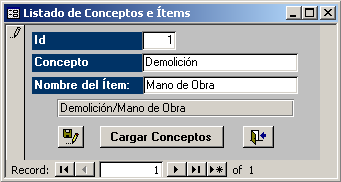 Listado de Conceptos e Ítems
Id 1
Concepto Demolición
Nombre del Ítem: Mano de Obra
Demolición/Mano de Obra
Cargar Conceptos
Record: 1 of 1